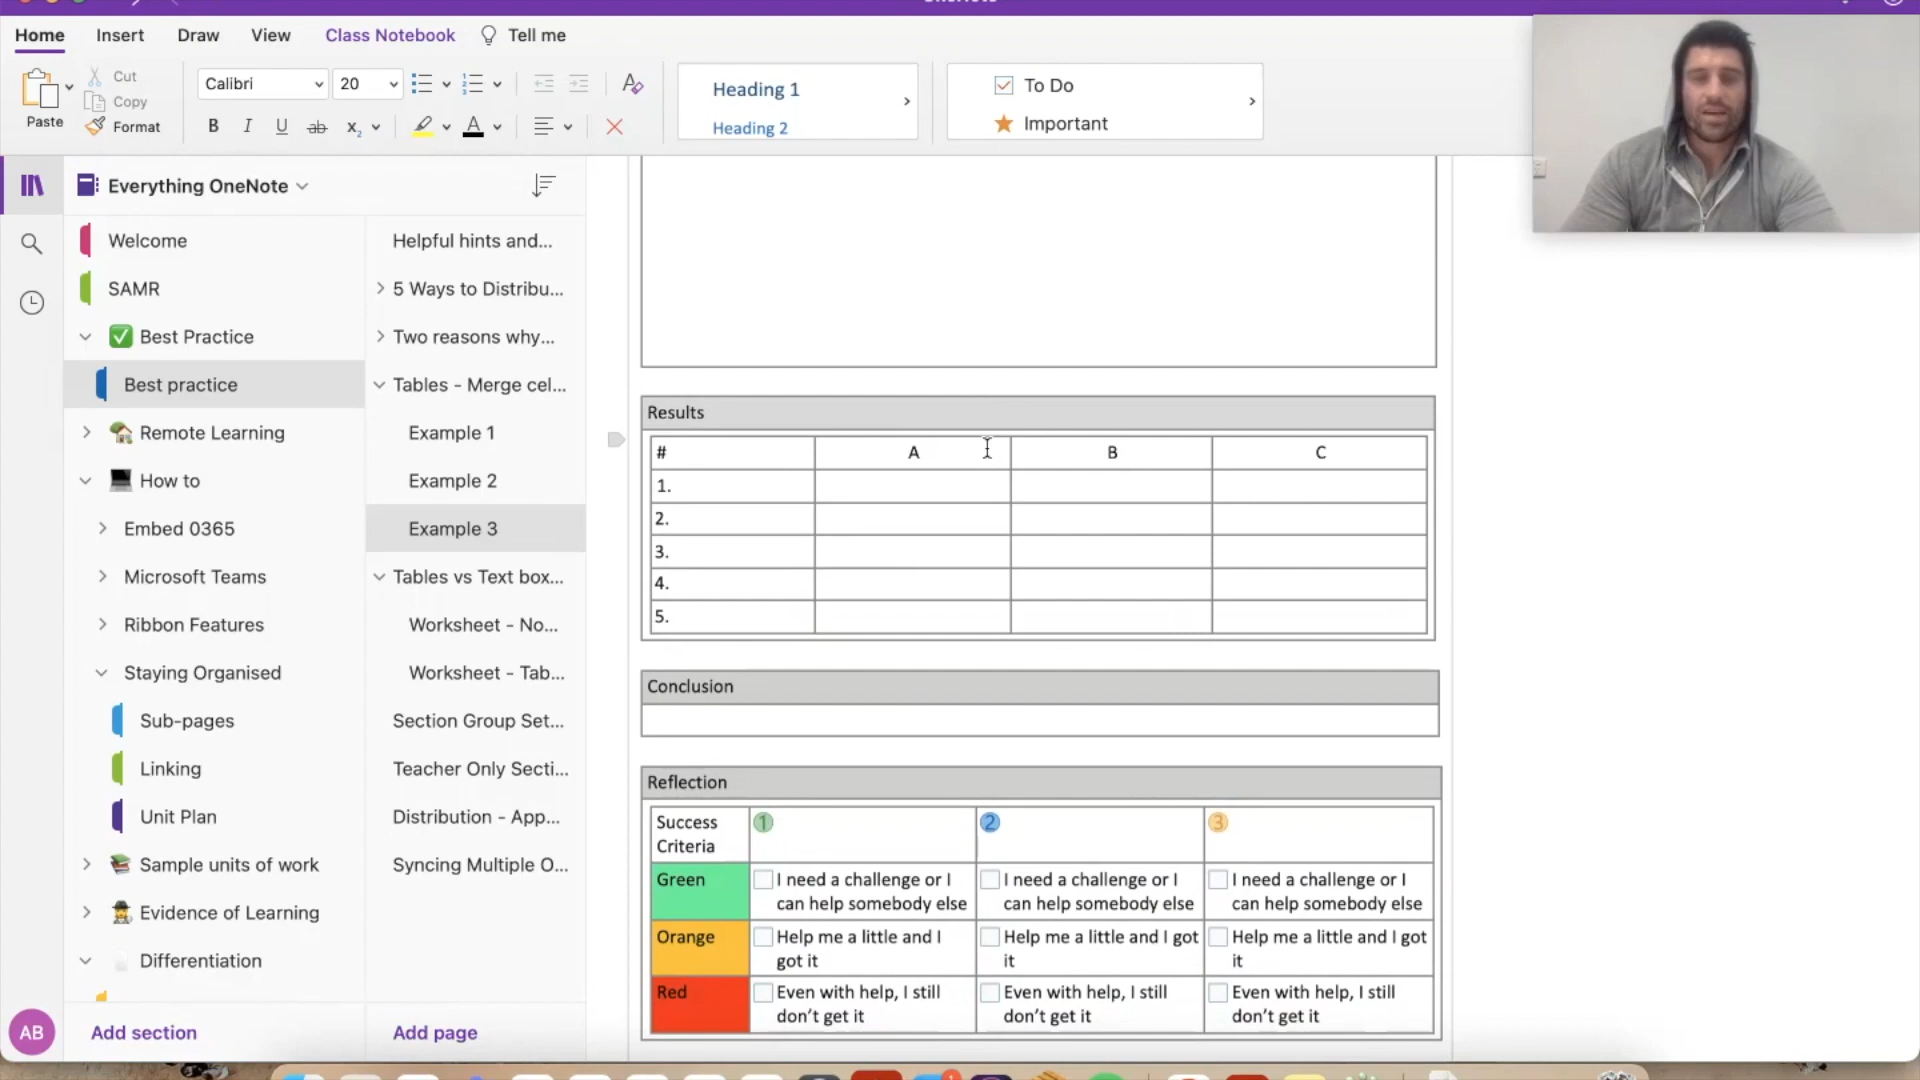 Home Insert Draw View Class Notebook Tell me
Paste
Cut
Copy
Format
Calibri 20
B I U ab x₂ A
Heading 1
Heading 2
To Do
Important
Everything OneNote
Welcome
SAMR
Best Practice
Best practice
Remote Learning
How to
Embed 0365
Microsoft Teams
Ribbon Features
Staying Organised
Sub-pages
Linking
Unit Plan
Sample units of work
Evidence of Learning
Differentiation
AB
Add section
Helpful hints and...
5 Ways to Distribu...
Two reasons why...
Tables - Merge cel...
Example 1
Example 2
Example 3
Tables vs Text box...
Worksheet - No...
Worksheet - Tab...
Section Group Set...
Teacher Only Secti...
Distribution - App...
Syncing Multiple O...
Add page
Results
# A B C
1.
2.
3.
4.
5.
Conclusion
Reflection
Success
Criteria
1 2 3
Green
I need a challenge or I
can help somebody else
I need a challenge or I
can help somebody else
I need a challenge or I
can help somebody else
Orange
Help me a little and I
got it
Help me a little and I got
it
Help me a little and I got
it
Red
Even with help, I still
don't get it
Even with help, I still
don't get it
Even with help, I still
don't get it